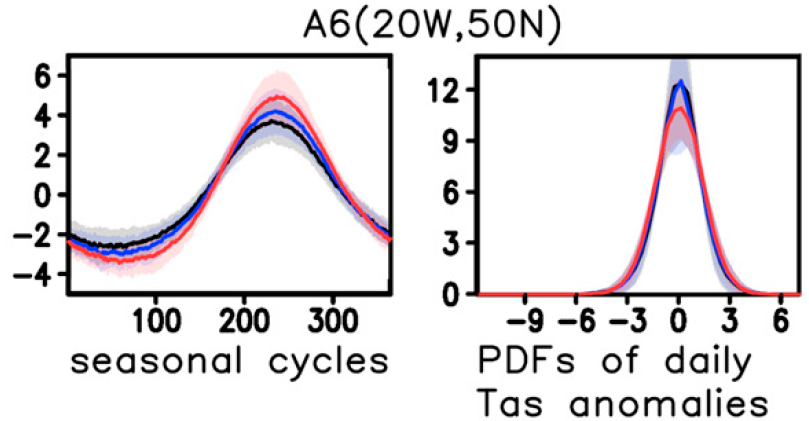 A6(20W,50N)
6
4
2
0
−2
−4
100 200 300
seasonal cycles
12
9
6
3
0
−9 −6 −3 0 3 6
PDFs of daily
Tas anomalies